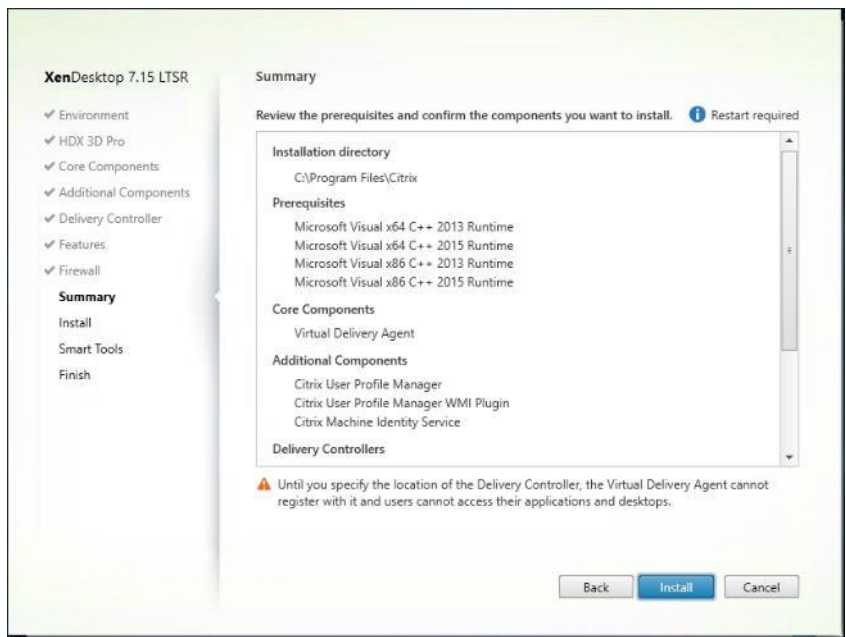 XenDesktop 7.15 LTSR
Environment
HDX 3D Pro
Core Components
Additional Components
Delivery Controller
Features
Firewall
Summary
Install
Smart Tools
Finish
Summary
Review the prerequisites and confirm the components you want to install. Restart required
Installation directory
C:\Program Files\Citrix
Prerequisites
Microsoft Visual x64 C++ 2013 Runtime
Microsoft Visual x64 C++ 2015 Runtime
Microsoft Visual x86 C++ 2013 Runtime
Microsoft Visual x86 C++ 2015 Runtime
Core Components
Virtual Delivery Agent
Additional Components
Citrix User Profile Manager
Citrix User Profile Manager WMI Plugin
Citrix Machine Identity Service
Delivery Controllers
Until you specify the location of the Delivery Controller, the Virtual Delivery Agent cannot
register with it and users cannot access their applications and desktops.
Back Install Cancel